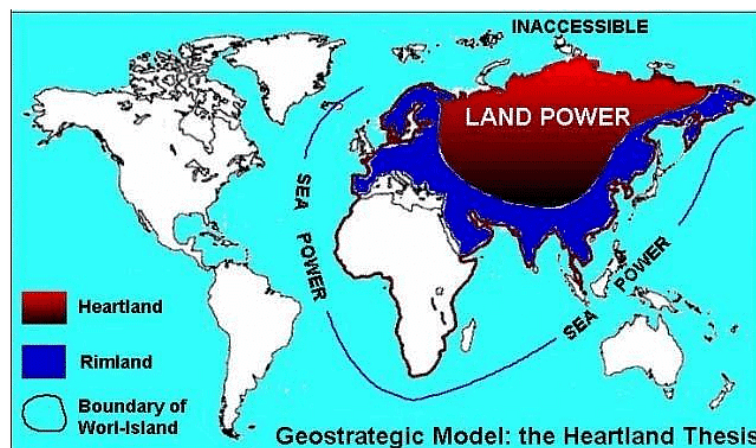 INACCESSIBLE
LAND POWER
SEA POWER
SEA POWER
Heartland
Rimland
Boundary of
Worl-Island
Geostrategic Model: the Heartland Thesis